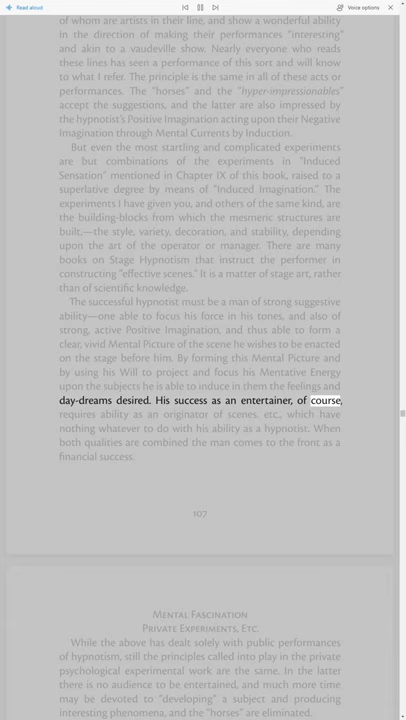 Read aloud
Voice options
of whom are artists in their line, and show a wonderful ability
in the direction of making their performances "interesting"
and akin to a vaudeville show. Nearly everyone who reads
these lines has seen a performance of this sort and will know
to what I refer. The principle is the same in all of these acts or
performances. The "horses" and the "hyper-impressionables"
accept the suggestions, and the latter are also impressed by
the hypnotist's Positive Imagination acting upon their Negative
Imagination through Mental Currents by Induction.
But even the most startling and complicated experiments
are but combinations of the experiments in "Induced
Sensation" mentioned in Chapter IX of this book, raised to a
superlative degree by means of "Induced Imagination." The
experiments I have given you, and others of the same kind, are
the building-blocks from which the mesmeric structures are
built,—the style, variety, decoration, and stability, depending
upon the art of the operator or manager. There are many
books on Stage Hypnotism that instruct the performer in
constructing "effective scenes." It is a matter of stage art, rather
than of scientific knowledge.
The successful hypnotist must be a man of strong suggestive
ability—one able to focus his force in his tones, and also of
strong, active Positive Imagination, and thus able to form a
clear, vivid Mental Picture of the scene he wishes to be enacted
on the stage before him. By forming this Mental Picture and
by using his Will to project and focus his Mentative Energy
upon the subjects he is able to induce in them the feelings and
day-dreams desired. His success as an entertainer, of course,
requires ability as an originator of scenes. etc., which have
nothing whatever to do with his ability as a hypnotist. When
both qualities are combined the man comes to the front as a
financial success.
107
Mental Fascination
Private Experiments, Etc.
While the above has dealt solely with public performances
of hypnotism, still the principles called into play in the private
psychological experimental work are the same. In the latter
there is no audience to be entertained, and much more time
may be devoted to "developing" a subject and producing
interesting phenomena, and the "horses" are eliminated.